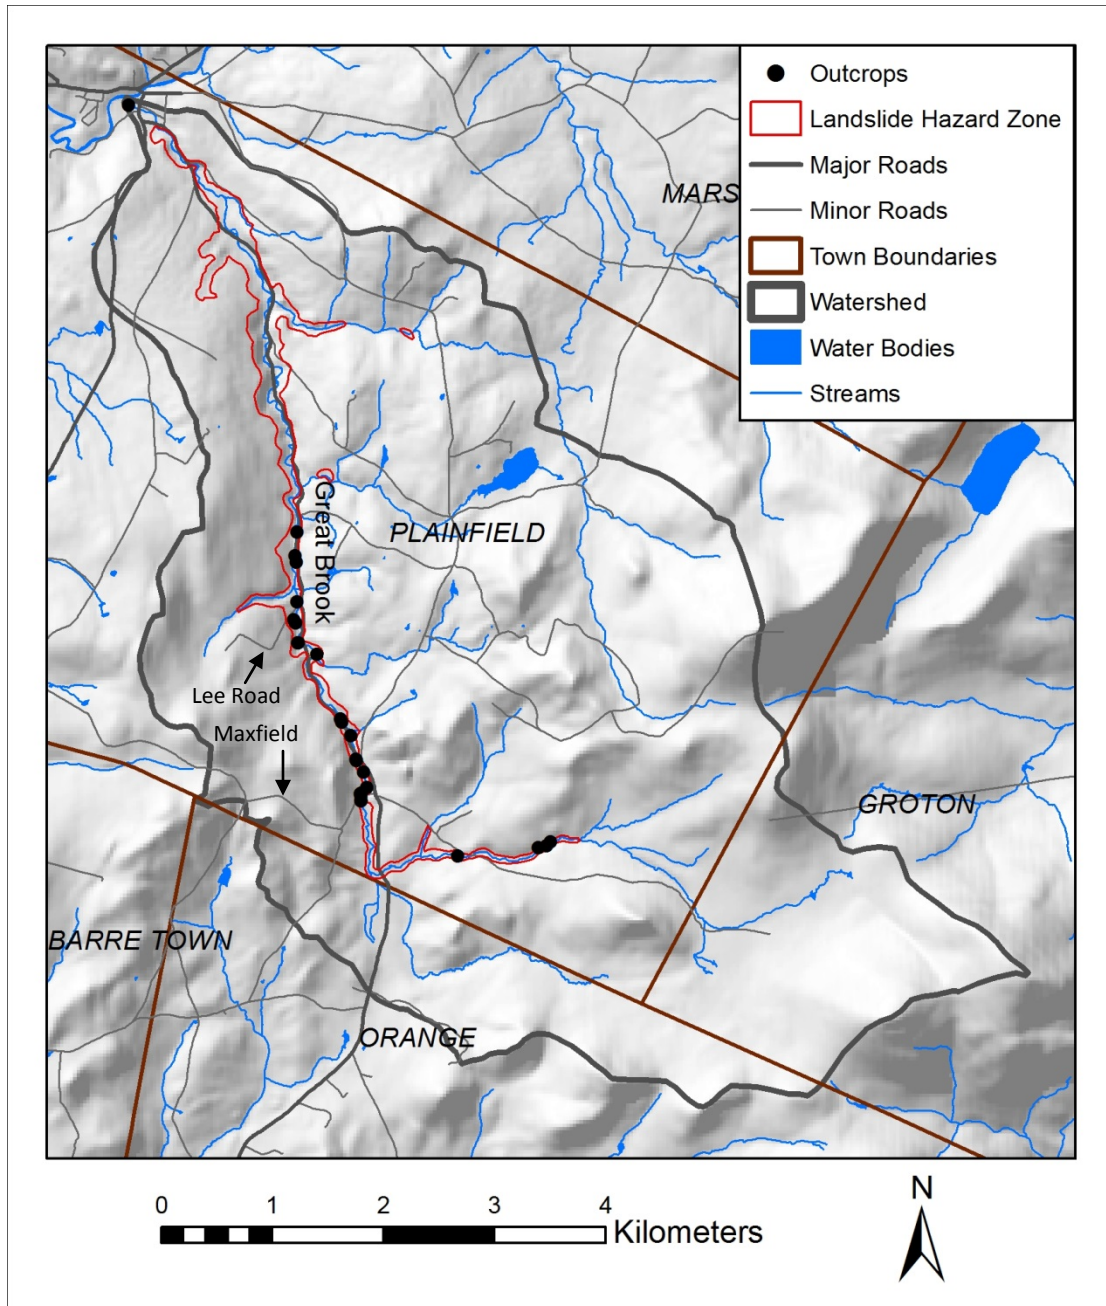 Outcrops
Landslide Hazard Zone
Major Roads
Minor Roads
Town Boundaries
Watershed
Water Bodies
Streams
MARS
PLAINFIELD
Great Brook
Lee Road
Maxfield
GROTON
BARRE TOWN
ORANGE
0 1 2 3 4
Kilometers
N